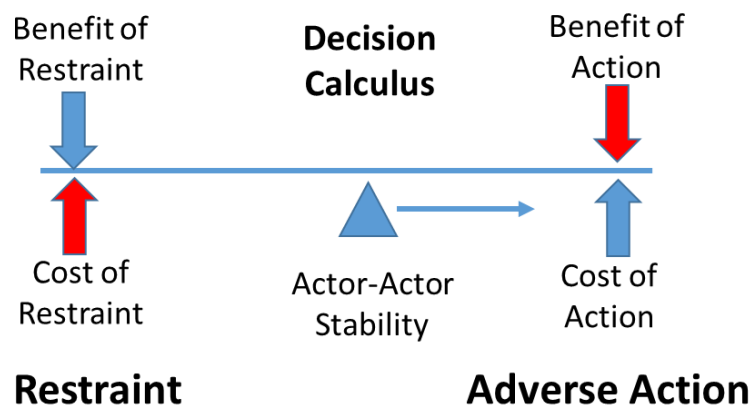 Benefit of
Restraint
Decision
Calculus
Benefit of
Action
Cost of
Restraint
Actor-Actor
Stability
Cost of
Action
Restraint
Adverse Action